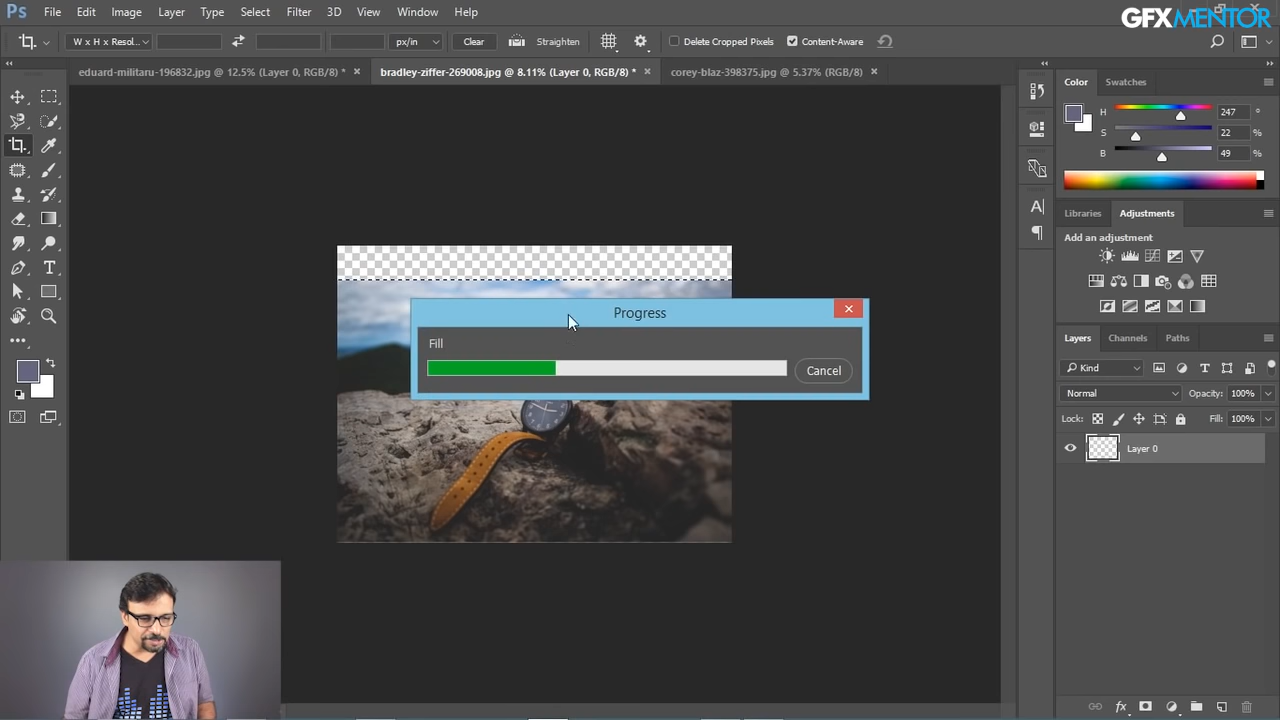 Ps File Edit Image Layer Type Select Filter 3D View Window Help
GFXMENTOR
W x H x Resol... px/in Clear Straighten Delete Cropped Pixels Content-Aware
eduard-militaru-196832.jpg @ 12.5% (Layer 0, RGB/8) * ×
bradley-ziffer-269008.jpg @ 8.11% (Layer 0, RGB/8) * ×
corey-blaz-398375.jpg @ 5.37% (RGB/8) ×
Color Swatches
H 247 °
S 22 %
B 49 %
Libraries Adjustments
Add an adjustment
Progress
Fill
Cancel
Layers Channels Paths
Kind
Normal Opacity: 100%
Lock: Fill: 100%
Layer 0
fx